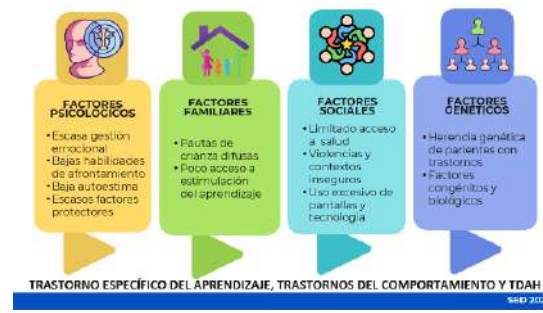 FACTORES
PSICOLÓGICOS
• Escasa gestión
emocional
• Bajas habilidades
de afrontamiento
• Baja autoestima
• Escasos factores
protectores
FACTORES
FAMILIARES
• Pautas de
crianza difusas
• Poco acceso a
estimulación
del aprendizaje
FACTORES
SOCIALES
• Limitado acceso
a salud
• Violencias y
contextos
inseguros
• Uso excesivo de
pantallas y
tecnología
FACTORES
GENÉTICOS
• Herencia genética
de parientes con
trastornos
• Factores
congénitos y
biológicos
TRASTORNO ESPECÍFICO DEL APRENDIZAJE, TRASTORNOS DEL COMPORTAMIENTO Y TDAH
SED